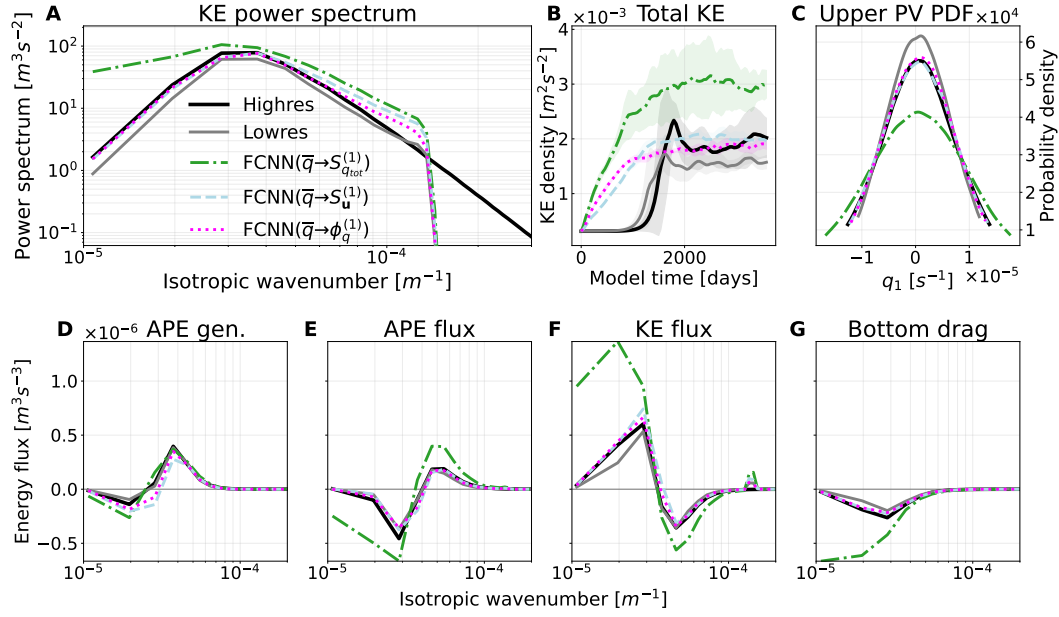 A KE power spectrum
Power spectrum [m³s⁻²]
10²
10¹
10⁰
10⁻¹
10⁻⁵
10⁻⁴
Isotropic wavenumber [m⁻¹]
Highres
Lowres
FCNN(q̅→S_{q_{tot}}^{(1)})
FCNN(q̅→S_{𝐮}^{(1)})
FCNN(q̅→ϕ_q^{(1)})
B ×10⁻³ Total KE
KE density [m²s⁻²]
4
3
2
1
0
2000
Model time [days]
C Upper PV PDF ×10⁴
6
5
4
3
2
1
Probability density
−1
0
1
q₁ [s⁻¹] ×10⁻⁵
D ×10⁻⁶ APE gen.
Energy flux [m³s⁻³]
1.0
0.5
0.0
−0.5
10⁻⁵
10⁻⁴
E APE flux
10⁻⁵
10⁻⁴
F KE flux
10⁻⁵
10⁻⁴
G Bottom drag
10⁻⁵
10⁻⁴
Isotropic wavenumber [m⁻¹]